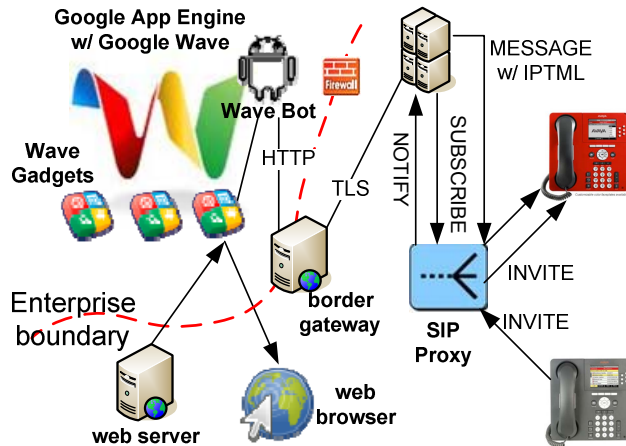 Google App Engine
w/ Google Wave
Firewall
MESSAGE
w/ IPTML
Wave Bot
Wave
Gadgets
HTTP
TLS
NOTIFY
SUBSCRIBE
AVAYA
INVITE
Enterprise
boundary
border
gateway
SIP
Proxy
INVITE
web server
web
browser